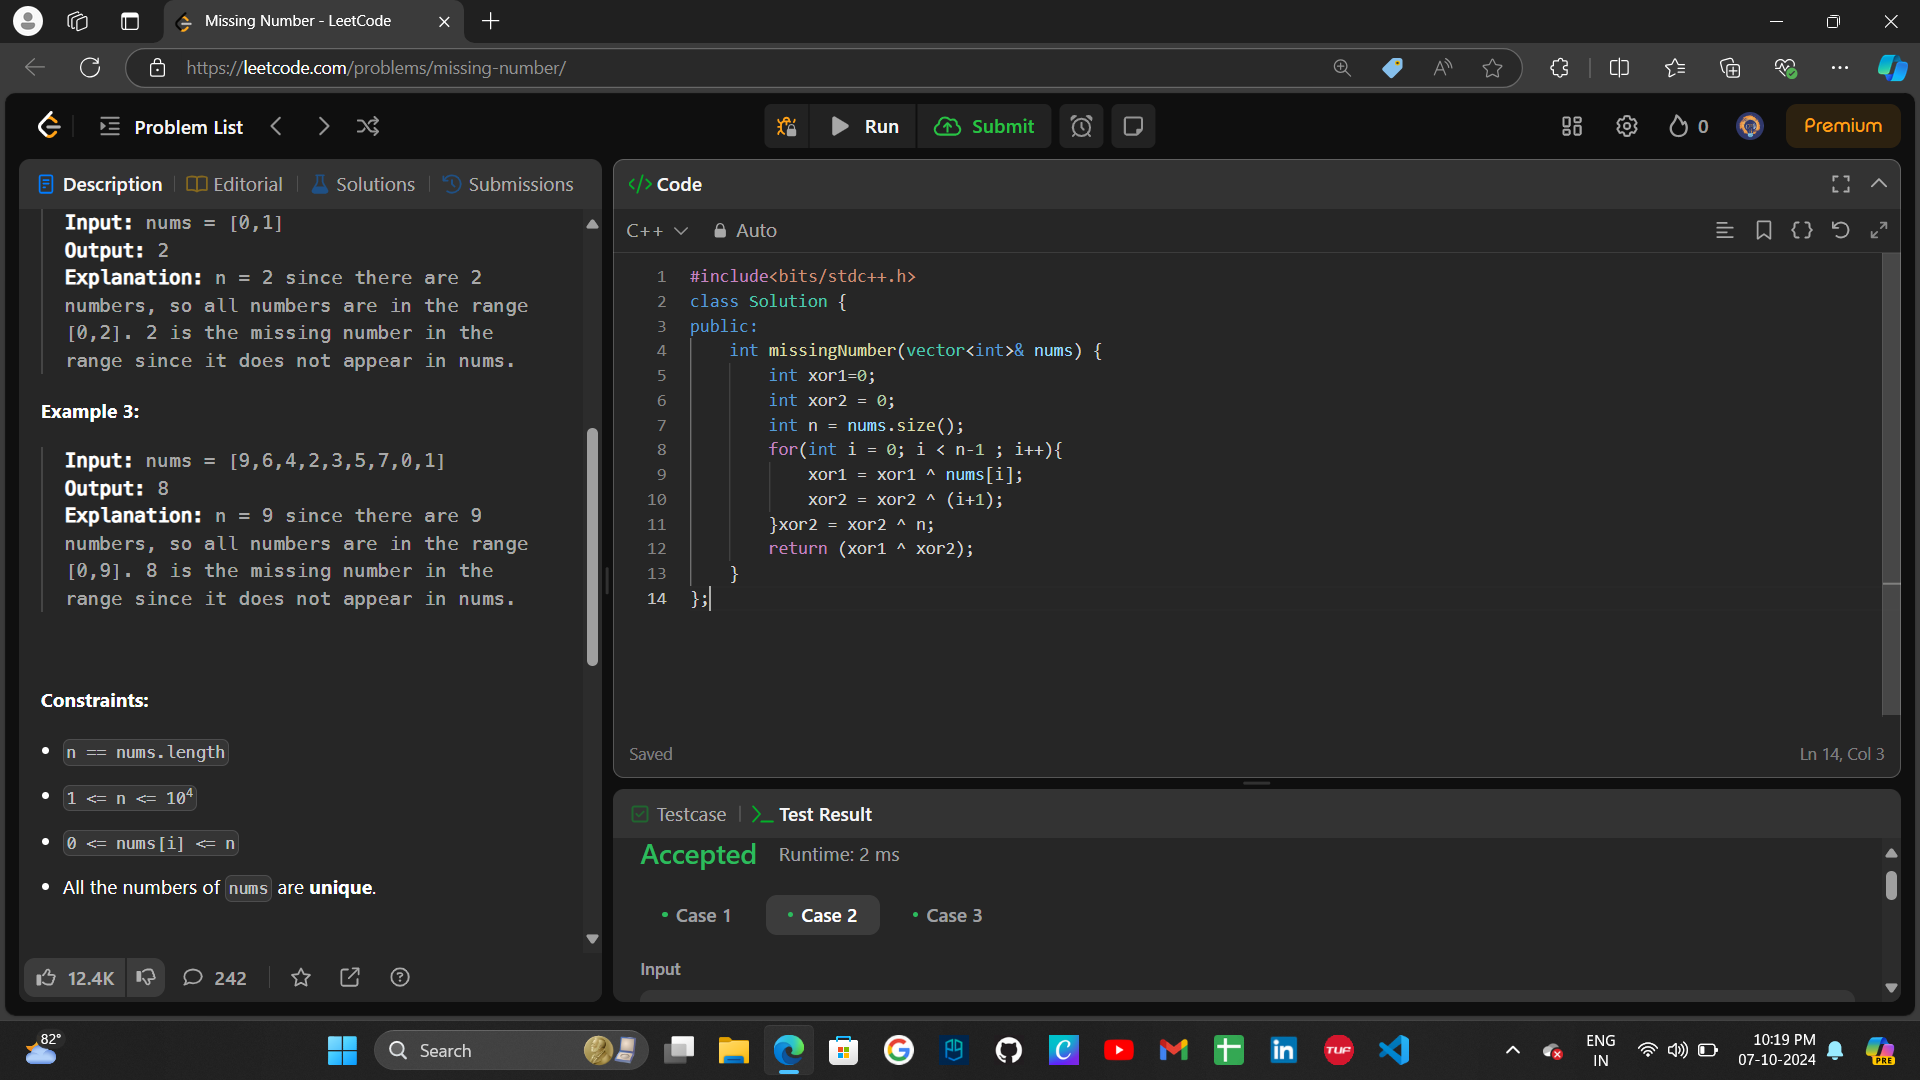 Missing Number - LeetCode
https://leetcode.com/problems/missing-number/
Problem List
Run
Submit
0
Premium
Description
Editorial
Solutions
Submissions
Input: nums = [0,1]
Output: 2
Explanation: n = 2 since there are 2
numbers, so all numbers are in the range
[0,2]. 2 is the missing number in the
range since it does not appear in nums.
Example 3:
Input: nums = [9,6,4,2,3,5,7,0,1]
Output: 8
Explanation: n = 9 since there are 9
numbers, so all numbers are in the range
[0,9]. 8 is the missing number in the
range since it does not appear in nums.
Constraints:
• n == nums.length
• 1 <= n <= 10⁴
• 0 <= nums[i] <= n
• All the numbers of nums are unique.
12.4K
242
</> Code
C++
Auto
1 #include<bits/stdc++.h>
2 class Solution {
3 public:
4 int missingNumber(vector<int>& nums) {
5 int xor1=0;
6 int xor2 = 0;
7 int n = nums.size();
8 for(int i = 0; i < n-1 ; i++){
9 xor1 = xor1 ^ nums[i];
10 xor2 = xor2 ^ (i+1);
11 }xor2 = xor2 ^ n;
12 return (xor1 ^ xor2);
13 }
14 };
Saved
Ln 14, Col 3
Testcase
Test Result
Accepted
Runtime: 2 ms
• Case 1
• Case 2
• Case 3
Input
82°
Search
TUF
ENG
IN
10:19 PM
07-10-2024
PRE